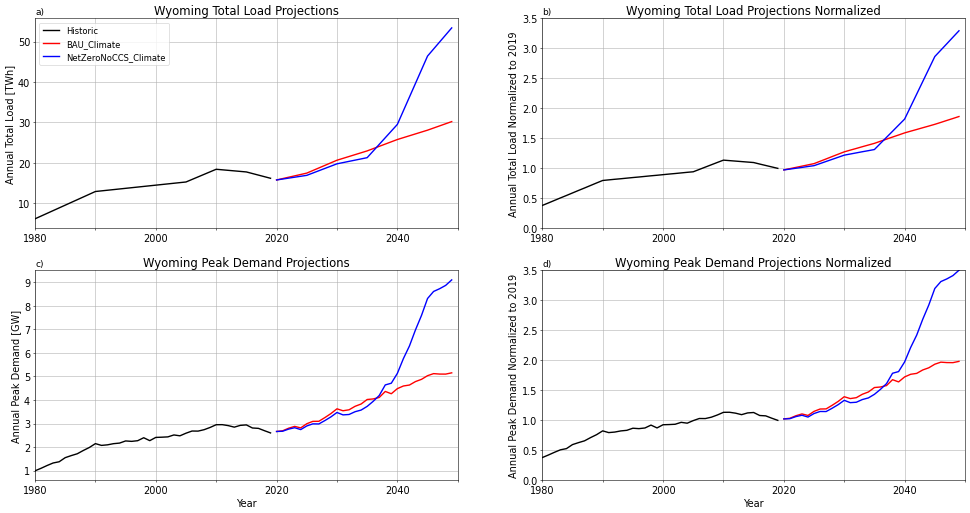 a)
Wyoming Total Load Projections
Annual Total Load [TWh]
50
40
30
20
10
Historic
BAU_Climate
NetZeroNoCCS_Climate
1980
2000
2020
2040
b)
Wyoming Total Load Projections Normalized
Annual Total Load Normalized to 2019
3.5
3.0
2.5
2.0
1.5
1.0
0.5
0.0
1980
2000
2020
2040
c)
Wyoming Peak Demand Projections
Annual Peak Demand [GW]
9
8
7
6
5
4
3
2
1
1980
2000
2020
2040
Year
d)
Wyoming Peak Demand Projections Normalized
Annual Peak Demand Normalized to 2019
3.5
3.0
2.5
2.0
1.5
1.0
0.5
0.0
1980
2000
2020
2040
Year